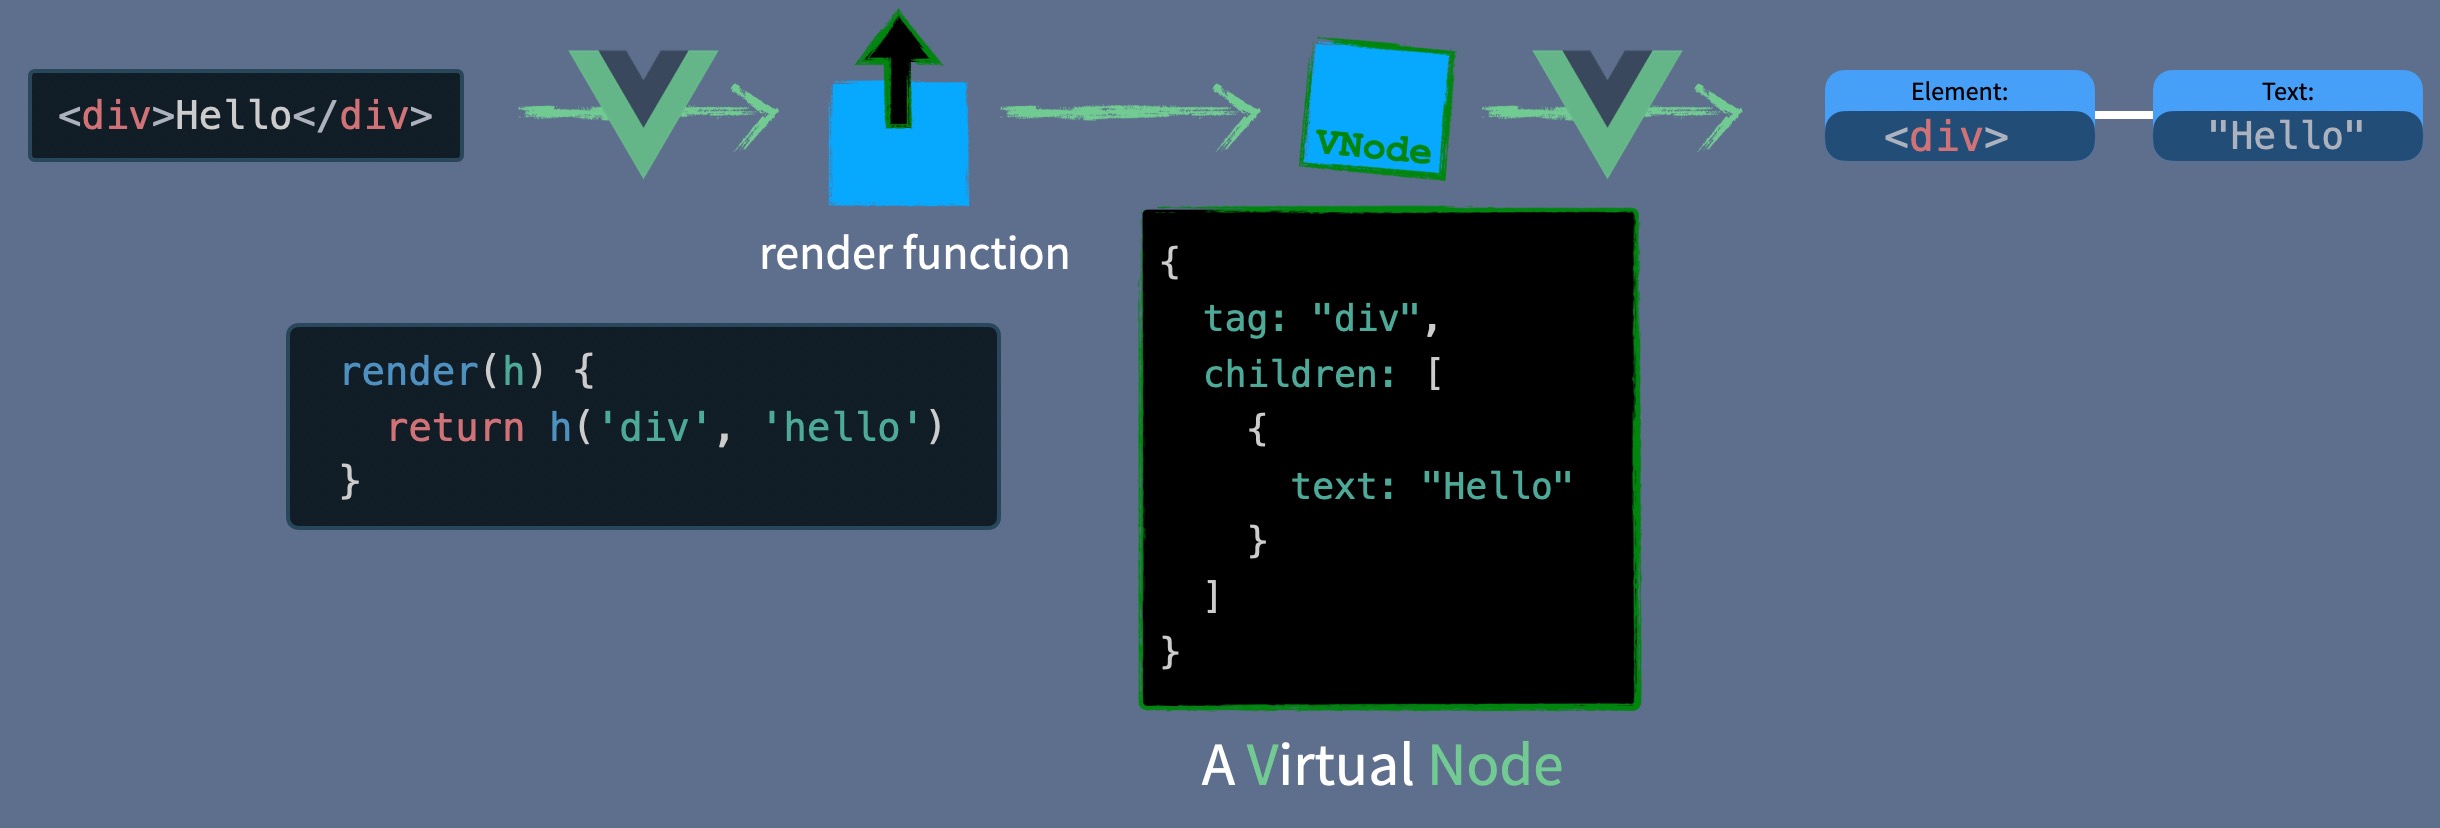 <div>Hello</div>
VNode
Element:
<div>
Text:
"Hello"
render function
render(h) {
  return h('div', 'hello')
}
{
  tag: "div",
  children: [
    {
      text: "Hello"
    }
  ]
}
A Virtual Node